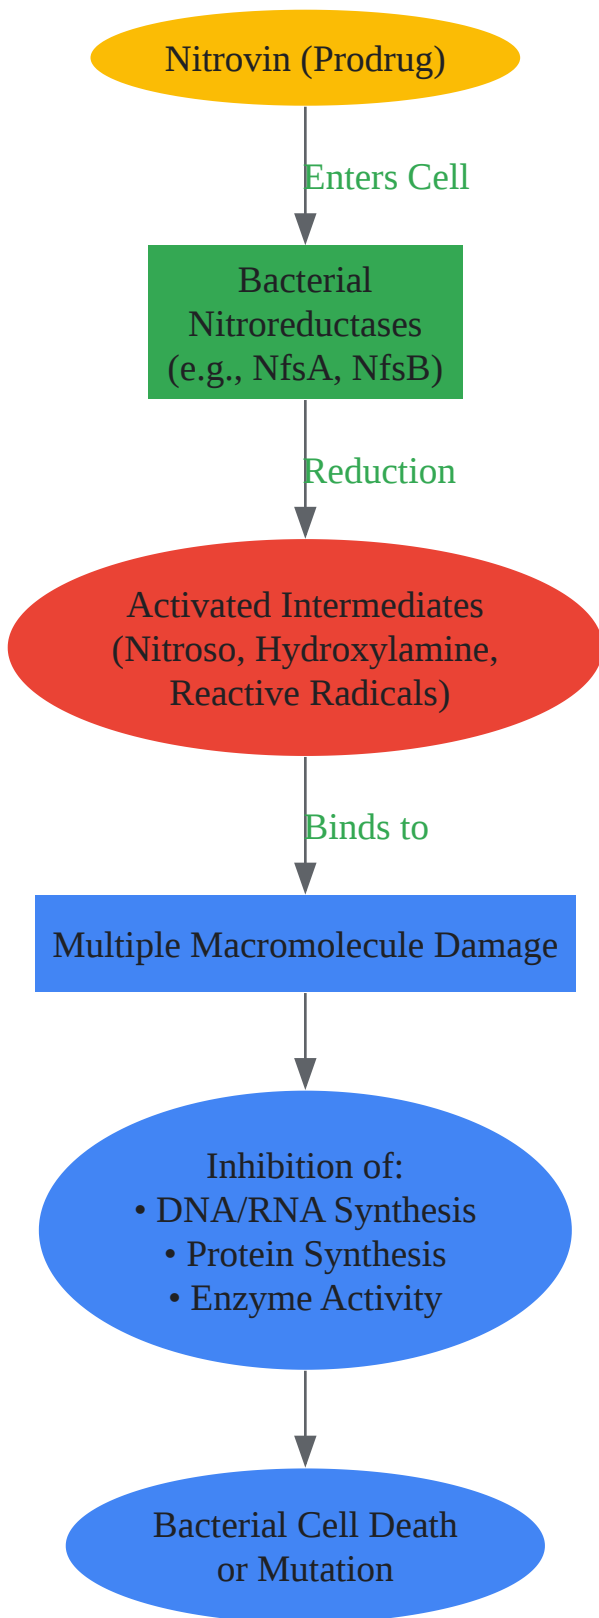 Nitrovin (Prodrug)
Enters Cell
Bacterial
Nitroreductases
(e.g., NfsA, NfsB)
Reduction
Activated Intermediates
(Nitroso, Hydroxylamine,
Reactive Radicals)
Binds to
Multiple Macromolecule Damage
Inhibition of:
• DNA/RNA Synthesis
• Protein Synthesis
• Enzyme Activity
Bacterial Cell Death
or Mutation